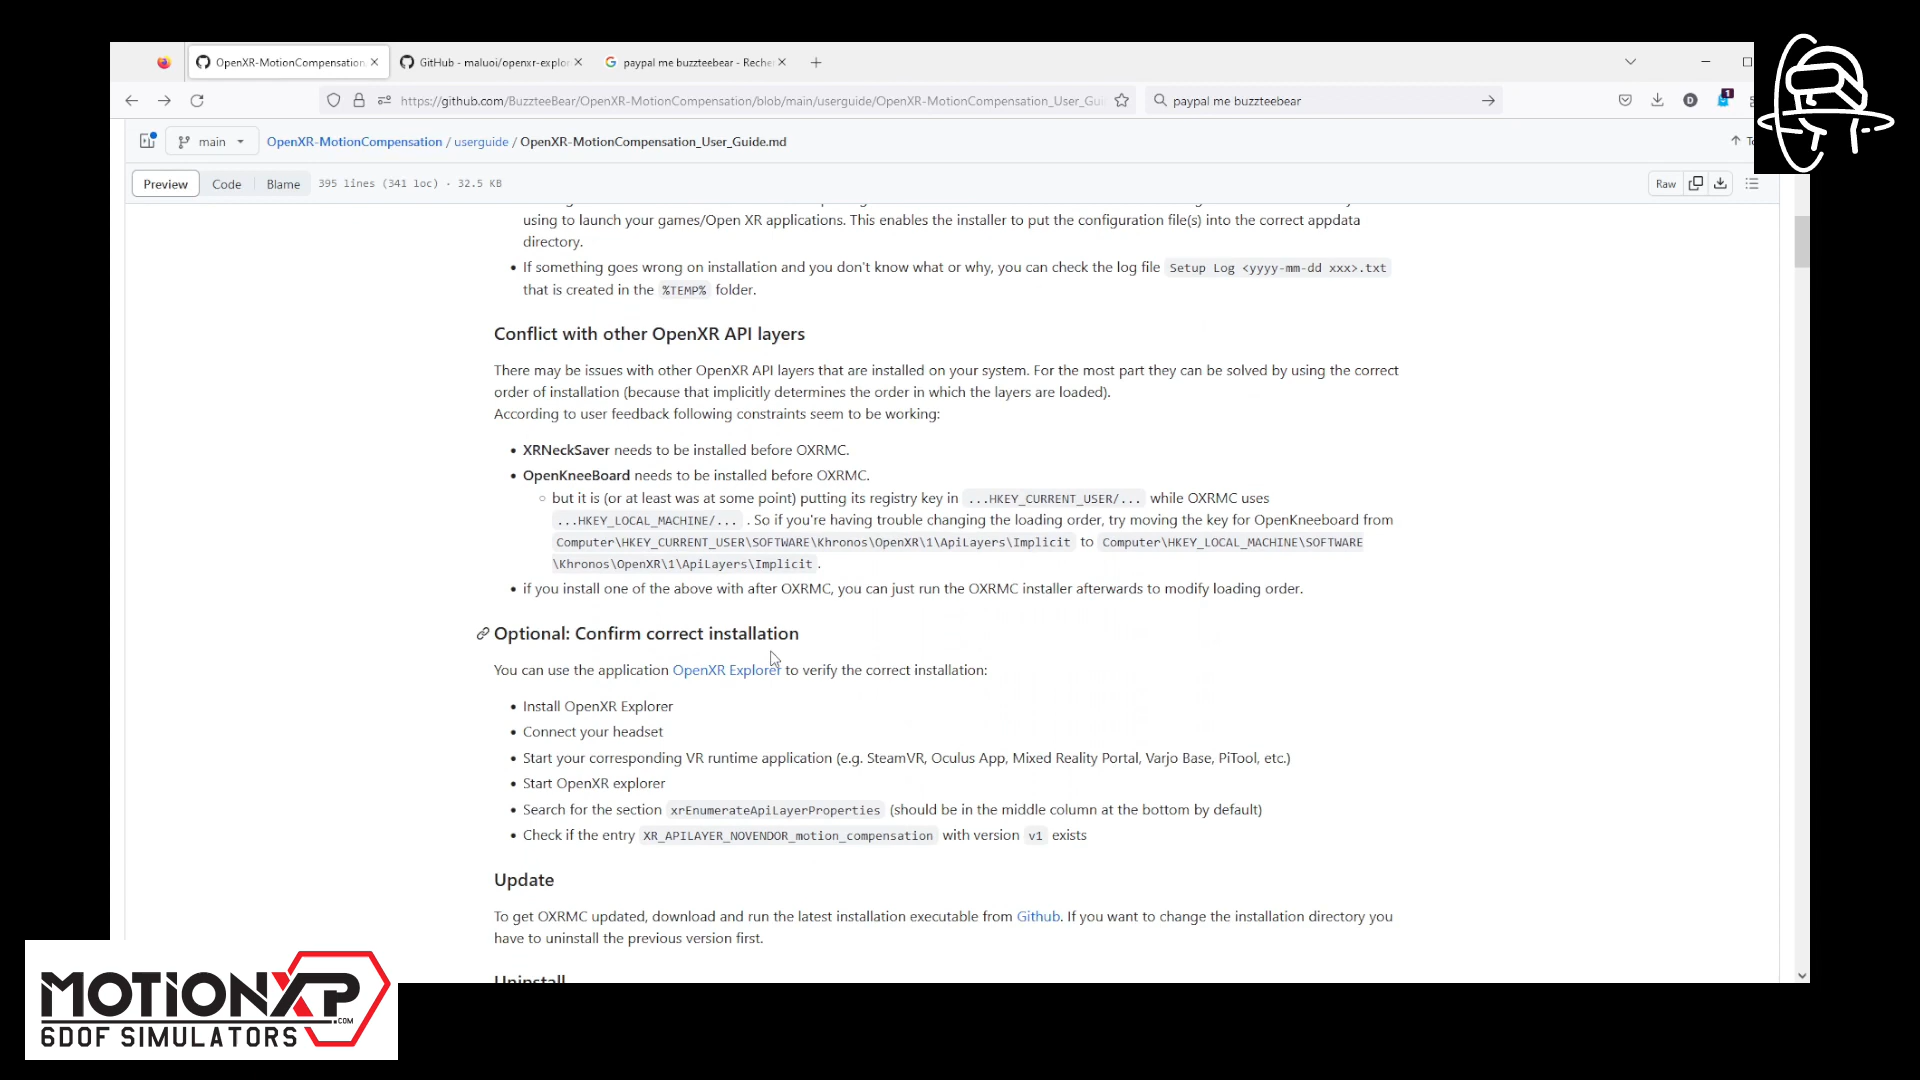 OpenXR-MotionCompensation
GitHub - maluoi/openxr-explor
paypal me buzzteebear - Reche
https://github.com/BuzzteeBear/OpenXR-MotionCompensation/blob/main/userguide/OpenXR-MotionCompensation_User_Gui
paypal me buzzteebear
D
1
main
OpenXR-MotionCompensation / userguide / OpenXR-MotionCompensation_User_Guide.md
Preview
Code
Blame
395 lines (341 loc) · 32.5 KB
Raw
using to launch your games/Open XR applications. This enables the installer to put the configuration file(s) into the correct appdata
directory.
• If something goes wrong on installation and you don't know what or why, you can check the log file Setup Log <yyyy-mm-dd xxx>.txt
that is created in the %TEMP% folder.
Conflict with other OpenXR API layers
There may be issues with other OpenXR API layers that are installed on your system. For the most part they can be solved by using the correct
order of installation (because that implicitly determines the order in which the layers are loaded).
According to user feedback following constraints seem to be working:
• XRNeckSaver needs to be installed before OXRMC.
• OpenKneeBoard needs to be installed before OXRMC.
○ but it is (or at least was at some point) putting its registry key in ...HKEY_CURRENT_USER/... while OXRMC uses
...HKEY_LOCAL_MACHINE/... . So if you're having trouble changing the loading order, try moving the key for OpenKneeboard from
Computer\HKEY_CURRENT_USER\SOFTWARE\Khronos\OpenXR\1\ApiLayers\Implicit to Computer\HKEY_LOCAL_MACHINE\SOFTWARE
\Khronos\OpenXR\1\ApiLayers\Implicit .
• if you install one of the above with after OXRMC, you can just run the OXRMC installer afterwards to modify loading order.
Optional: Confirm correct installation
You can use the application OpenXR Explorer to verify the correct installation:
• Install OpenXR Explorer
• Connect your headset
• Start your corresponding VR runtime application (e.g. SteamVR, Oculus App, Mixed Reality Portal, Varjo Base, PiTool, etc.)
• Start OpenXR explorer
• Search for the section xrEnumerateApiLayerProperties (should be in the middle column at the bottom by default)
• Check if the entry XR_APILAYER_NOVENDOR_motion_compensation with version v1 exists
Update
To get OXRMC updated, download and run the latest installation executable from Github. If you want to change the installation directory you
have to uninstall the previous version first.
Uninstall
MOTIONXP
.COM
6DOF SIMULATORS